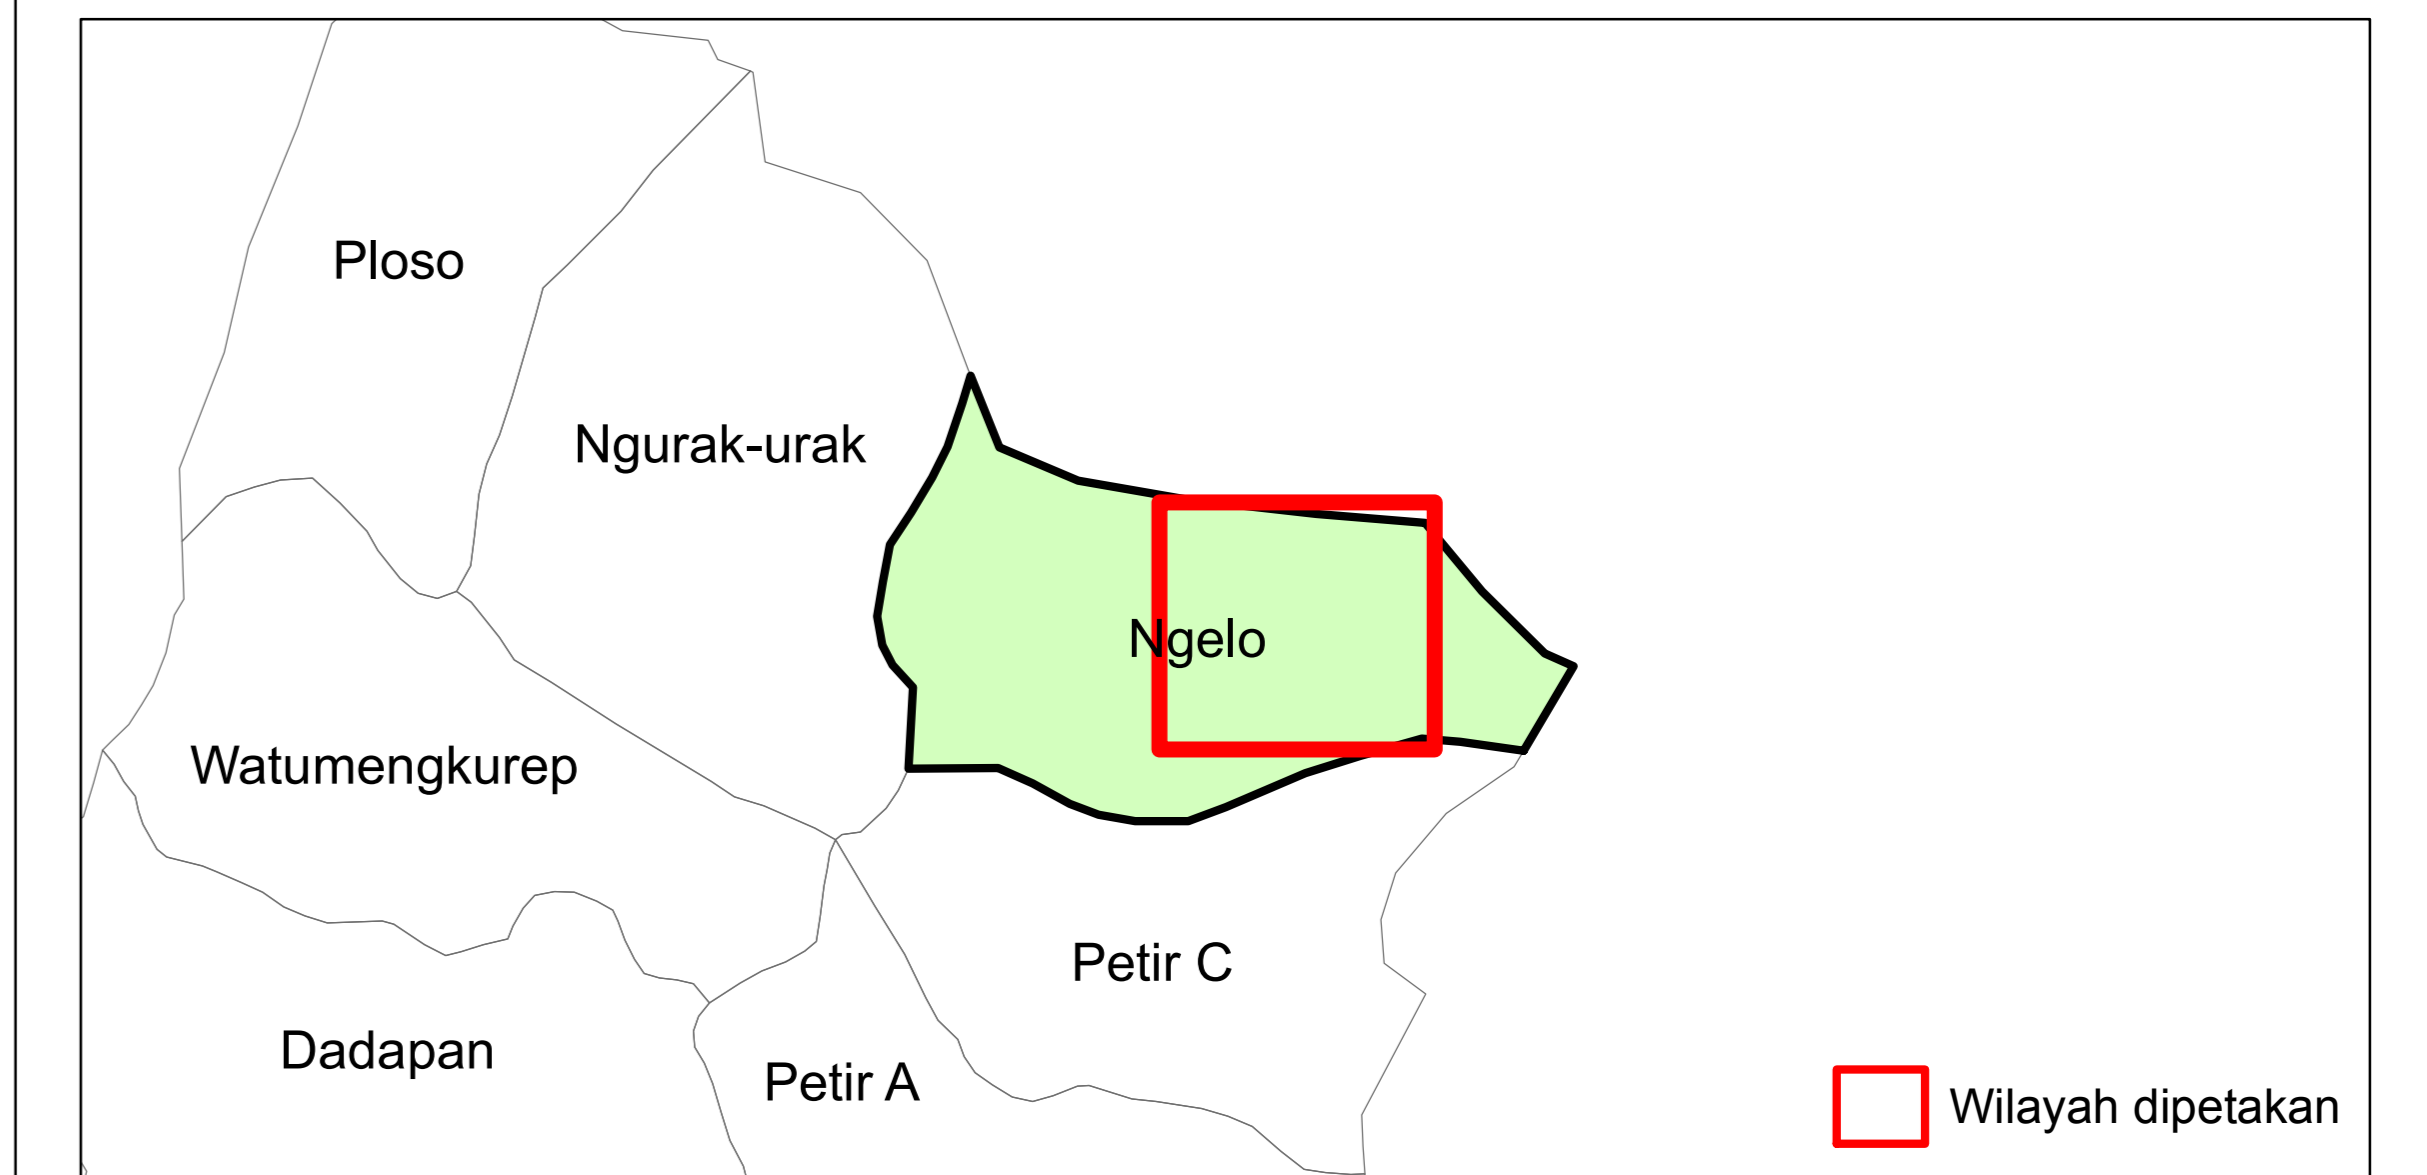 Ploso
Ngurak-urak
Ngelo
Watumengkurep
Petir C
Dadapan
Petir A
Wilayah dipetakan